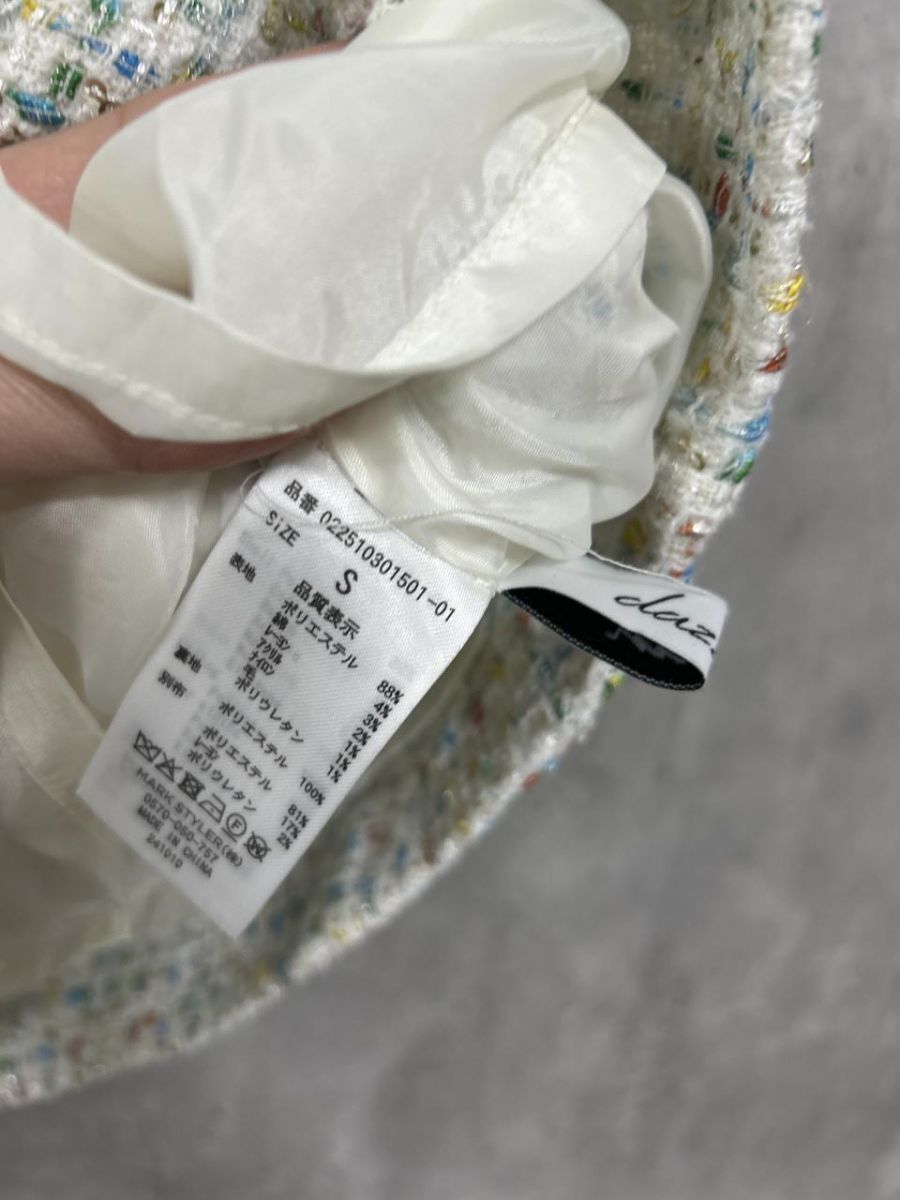 品番 022510301501-01
SiZE S
品質表示
表地 ポリエステル 88%
綿 4%
レーヨン 3%
アクリル 2%
ナイロン 1%
毛 1%
ポリウレタン 1%
裏地 ポリエステル 100%
別布 ポリエステル 81%
レーヨン 17%
ポリウレタン 2%
F
MARK STYLER(株)
0570-050-757
MADE IN CHINA
241010
daz